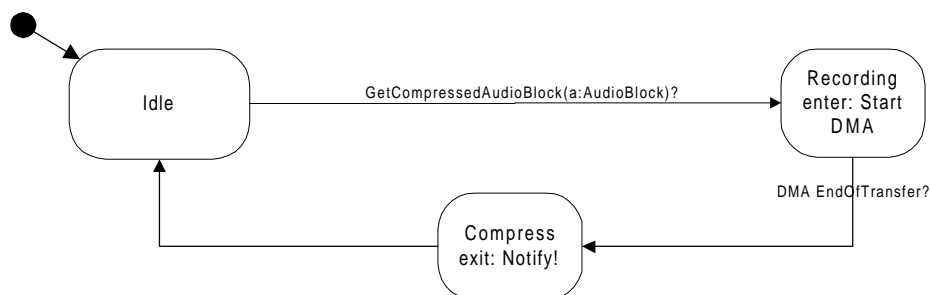 Idle
GetCompressedAudioBlock(a:AudioBlock)?
Recording
enter: Start
DMA
DMA EndOfTransfer?
Compress
exit: Notify!